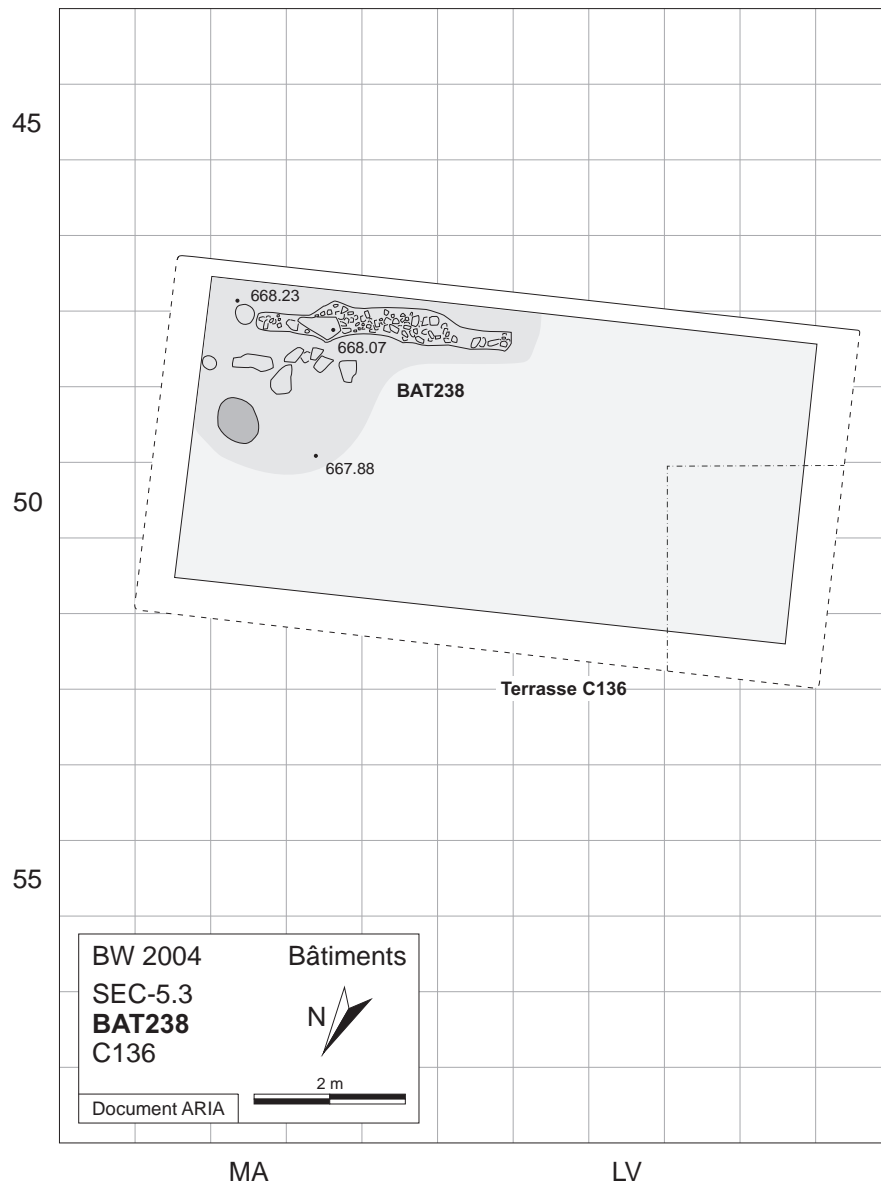 45
668.23
668.07
BAT238
667.88
50
Terrasse C136
55
BW 2004 Bâtiments
SEC-5.3
BAT238
C136
N
2 m
Document ARIA
MA LV